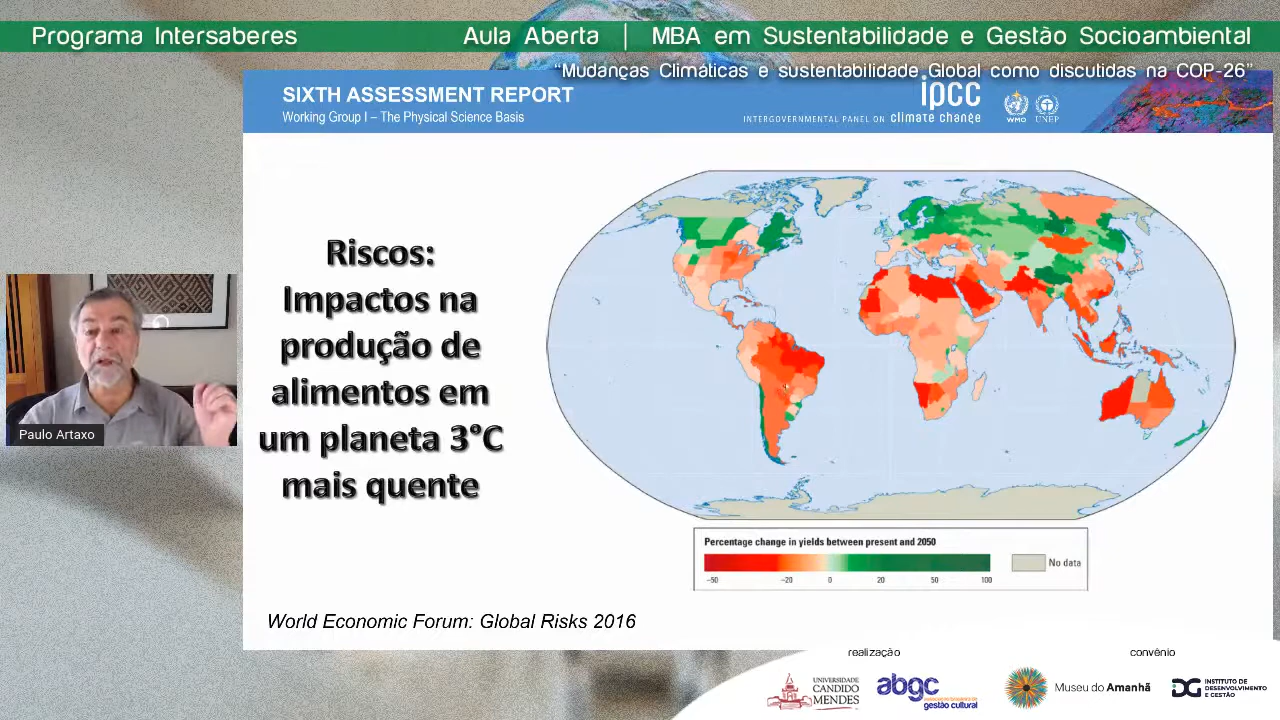 Programa Intersaberes
Aula Aberta | MBA em Sustentabilidade e Gestão Socioambiental
“Mudanças Climáticas e sustentabilidade Global como discutidas na COP-26”
SIXTH ASSESSMENT REPORT
Working Group I – The Physical Science Basis
ipcc
INTERGOVERNMENTAL PANEL ON climate change
WMO
UNEP
Riscos:
Impactos na
produção de
alimentos em
um planeta 3°C
mais quente
Paulo Artaxo
Percentage change in yields between present and 2050
-50 -20 0 20 50 100
No data
World Economic Forum: Global Risks 2016
realização
convênio
UNIVERSIDADE
CANDIDO
MENDES
abgc
gestão cultural
Museu do Amanhã
IDG
INSTITUTO DE
DESENVOLVIMENTO
E GESTÃO